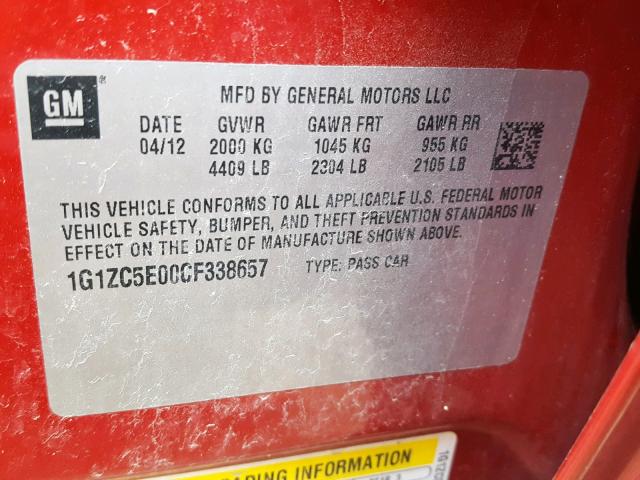 GM
MFD BY GENERAL MOTORS LLC
DATE GVWR GAWR FRT GAWR RR
04/12 2000 KG 1045 KG 955 KG
4409 LB 2304 LB 2105 LB
THIS VEHICLE CONFORMS TO ALL APPLICABLE U.S. FEDERAL MOTOR
VEHICLE SAFETY, BUMPER, AND THEFT PREVENTION STANDARDS IN
EFFECT ON THE DATE OF MANUFACTURE SHOWN ABOVE.
1G1ZC5E00CF338657 TYPE: PASS CAR
LOADING INFORMATION